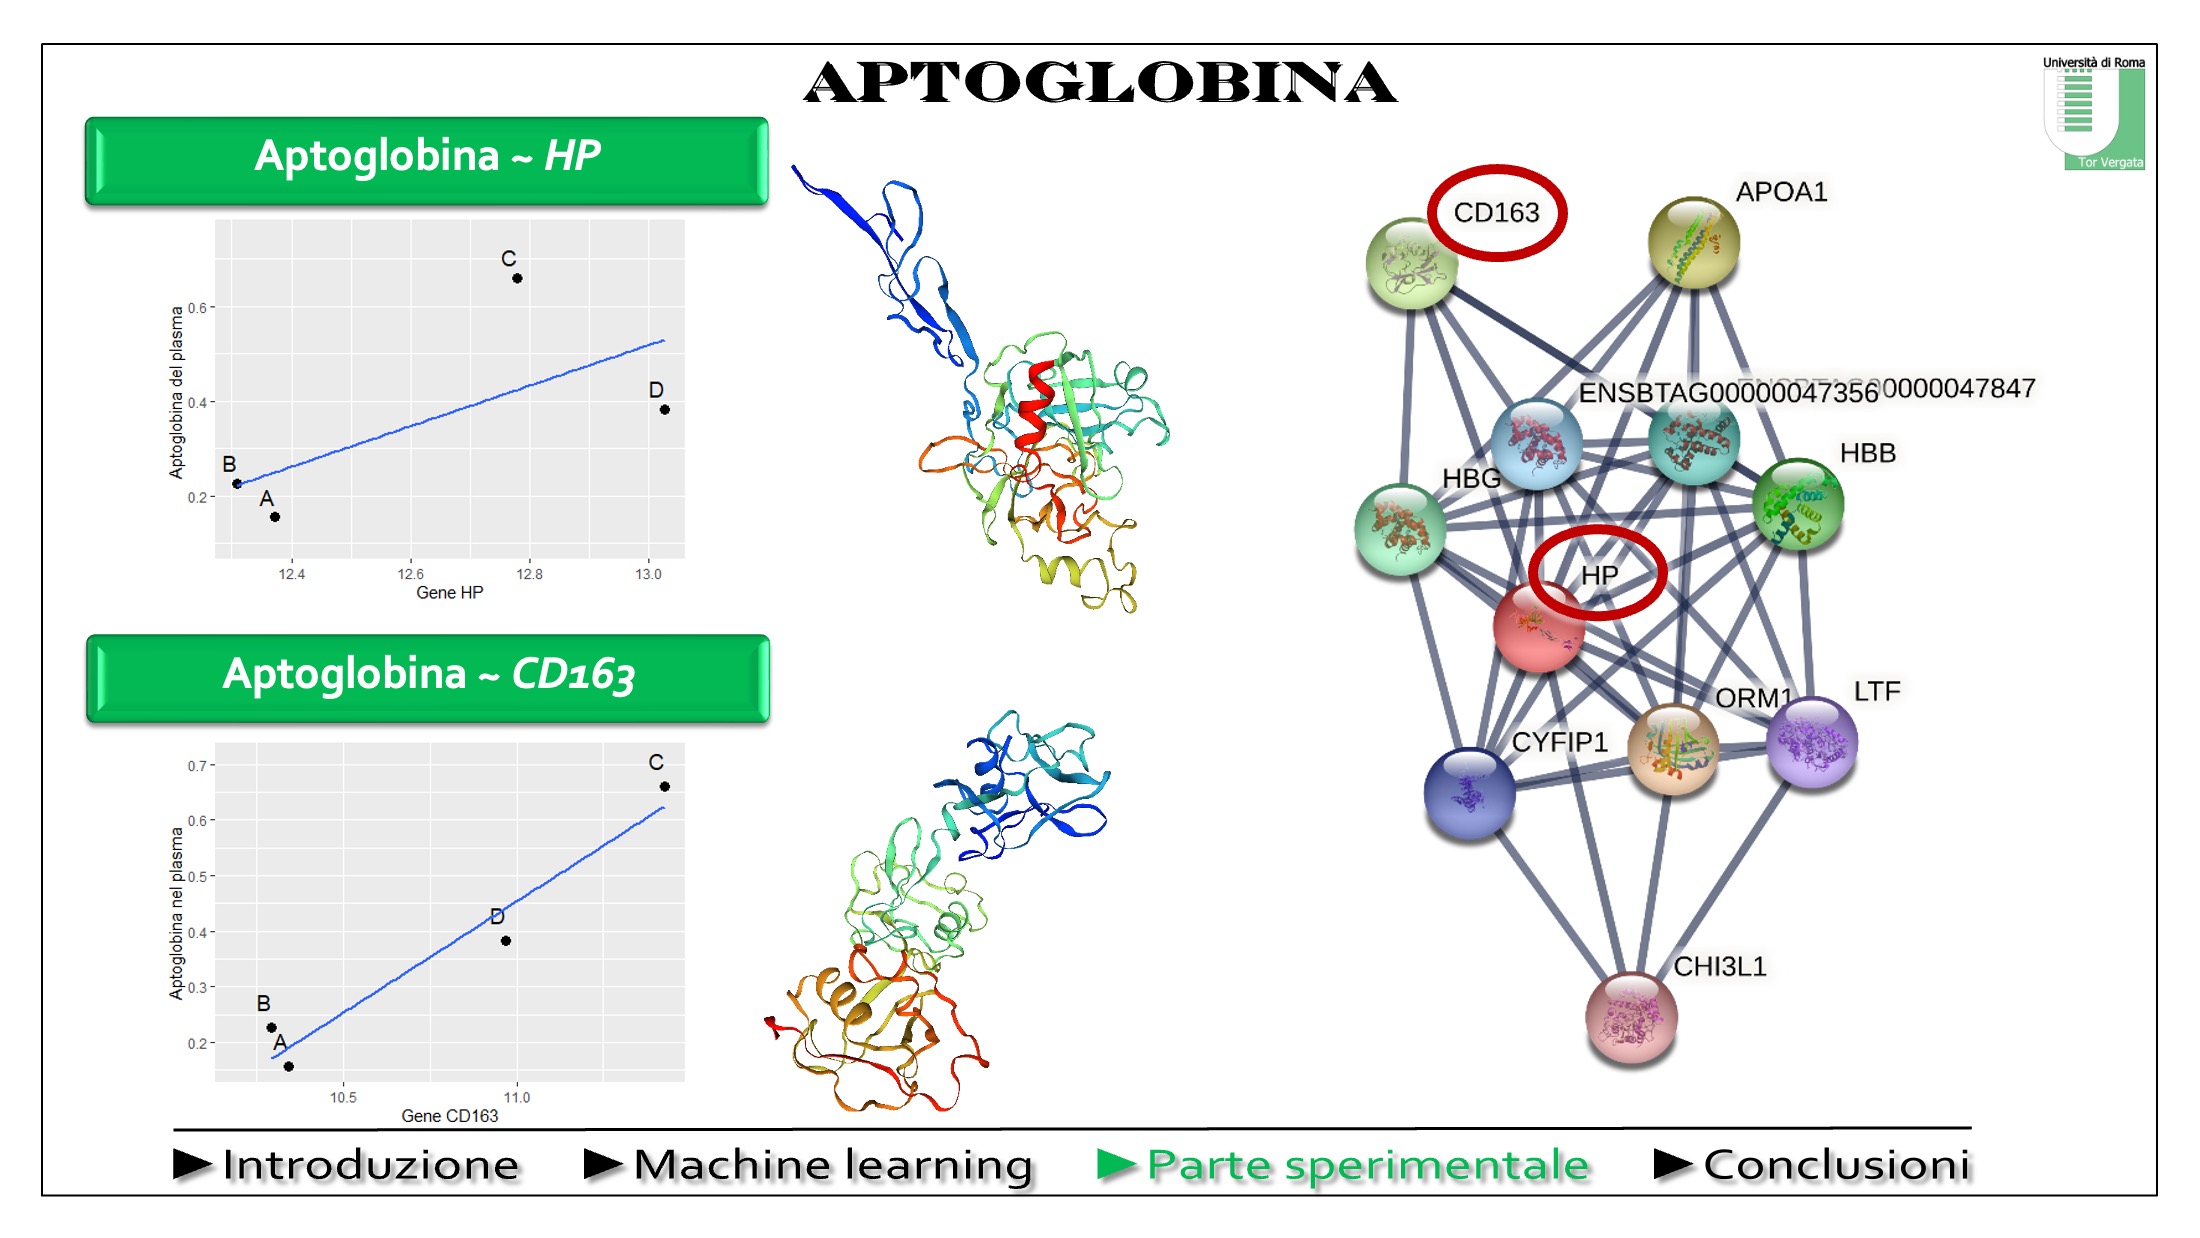 APTOGLOBINA
Università di Roma
Tor Vergata
Aptoglobina ~ HP
C
D
B
A
0.6
0.4
0.2
12.4 12.6 12.8 13.0
Gene HP
Aptoglobina del plasma
Aptoglobina ~ CD163
C
D
B
A
0.7
0.6
0.5
0.4
0.3
0.2
10.5 11.0
Gene CD163
Aptoglobina nel plasma
CD163
APOA1
ENSBTAG00000047356
0000047847
HBB
HBG
HP
ORM1
LTF
CYFIP1
CHI3L1
Introduzione Machine learning Parte sperimentale Conclusioni